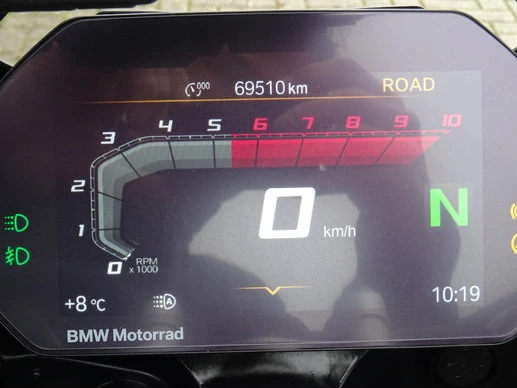 000 69510 km ROAD
3 4 5 6 7 8 9 10
2
1
0 RPM x 1000
0 km/h N
+8 °C A 10:19
BMW Motorrad